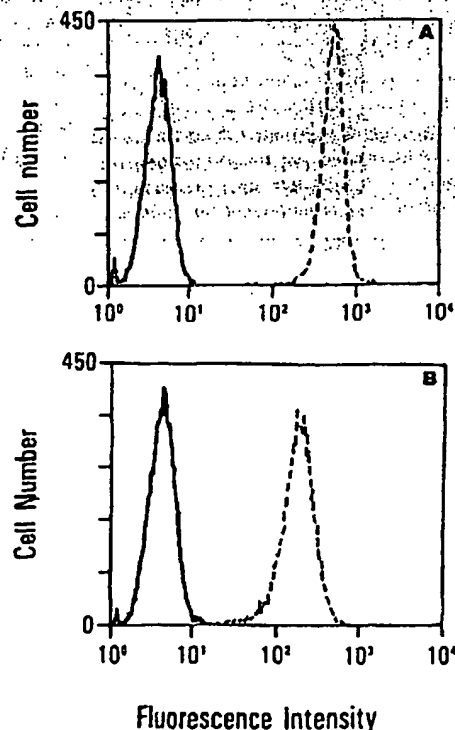 450
A
Cell number
0
10⁰ 10¹ 10² 10³ 10⁴
450
B
Cell Number
0
10⁰ 10¹ 10² 10³ 10⁴
Fluorescence Intensity